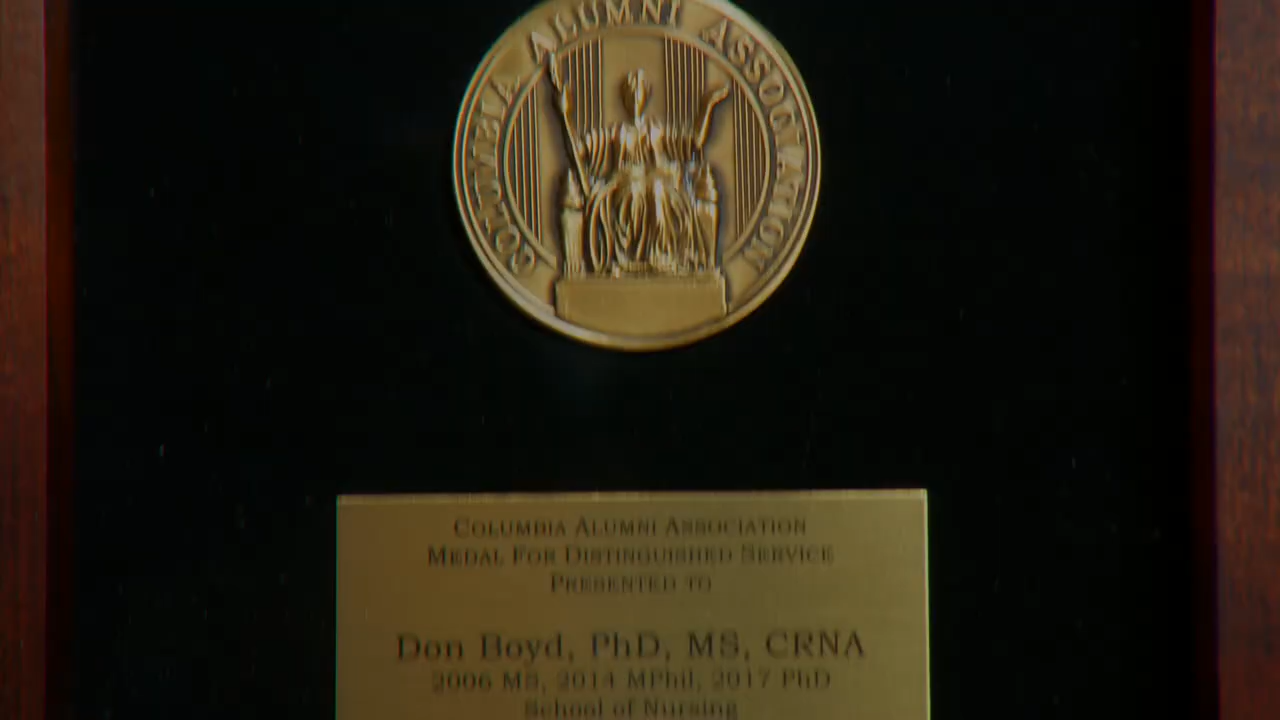 COLUMBIA ALUMNI ASSOCIATION
COLUMBIA ALUMNI ASSOCIATION
MEDAL FOR DISTINGUISHED SERVICE
PRESENTED TO
Don Boyd, PhD, MS, CRNA
2006 MS, 2014 MPhil, 2017 PhD
School of Nursing